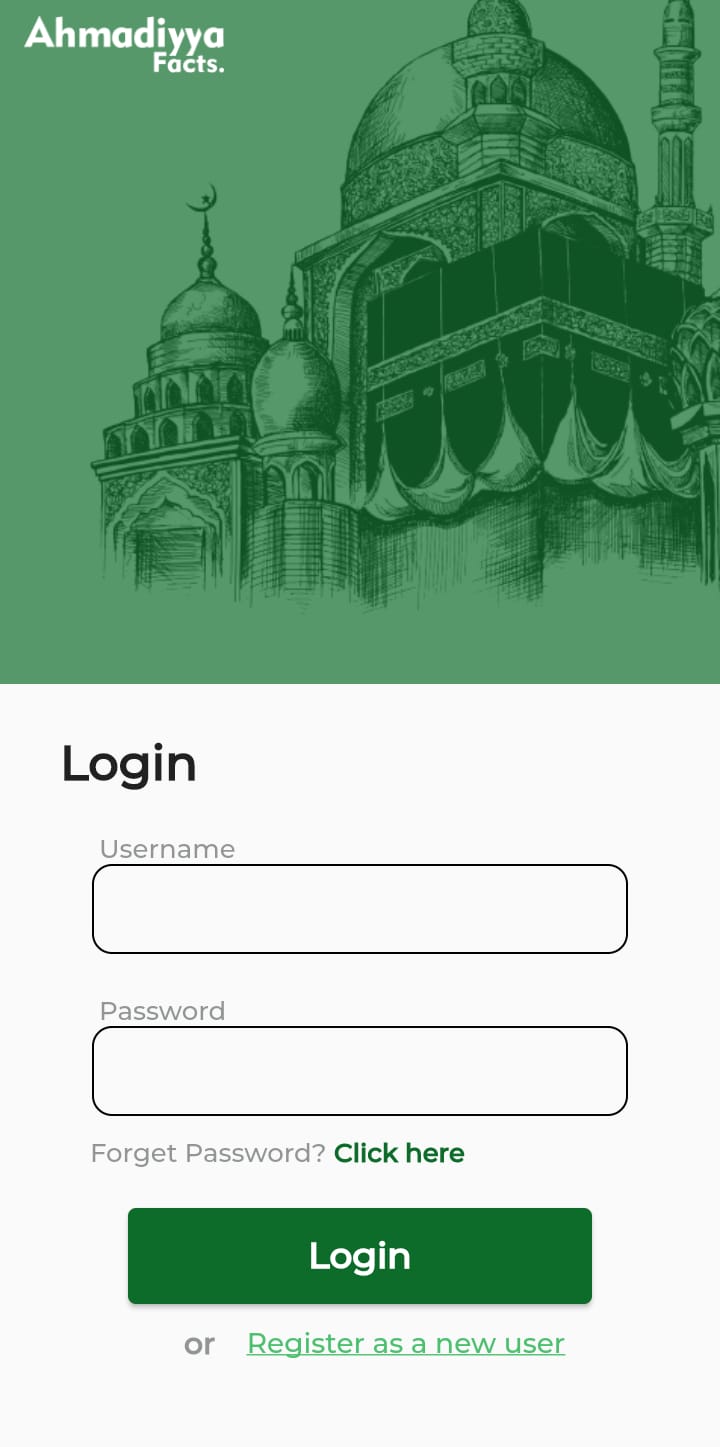 Ahmadiyya
Facts.
Login
Username
Password
Forget Password? Click here
Login
or Register as a new user